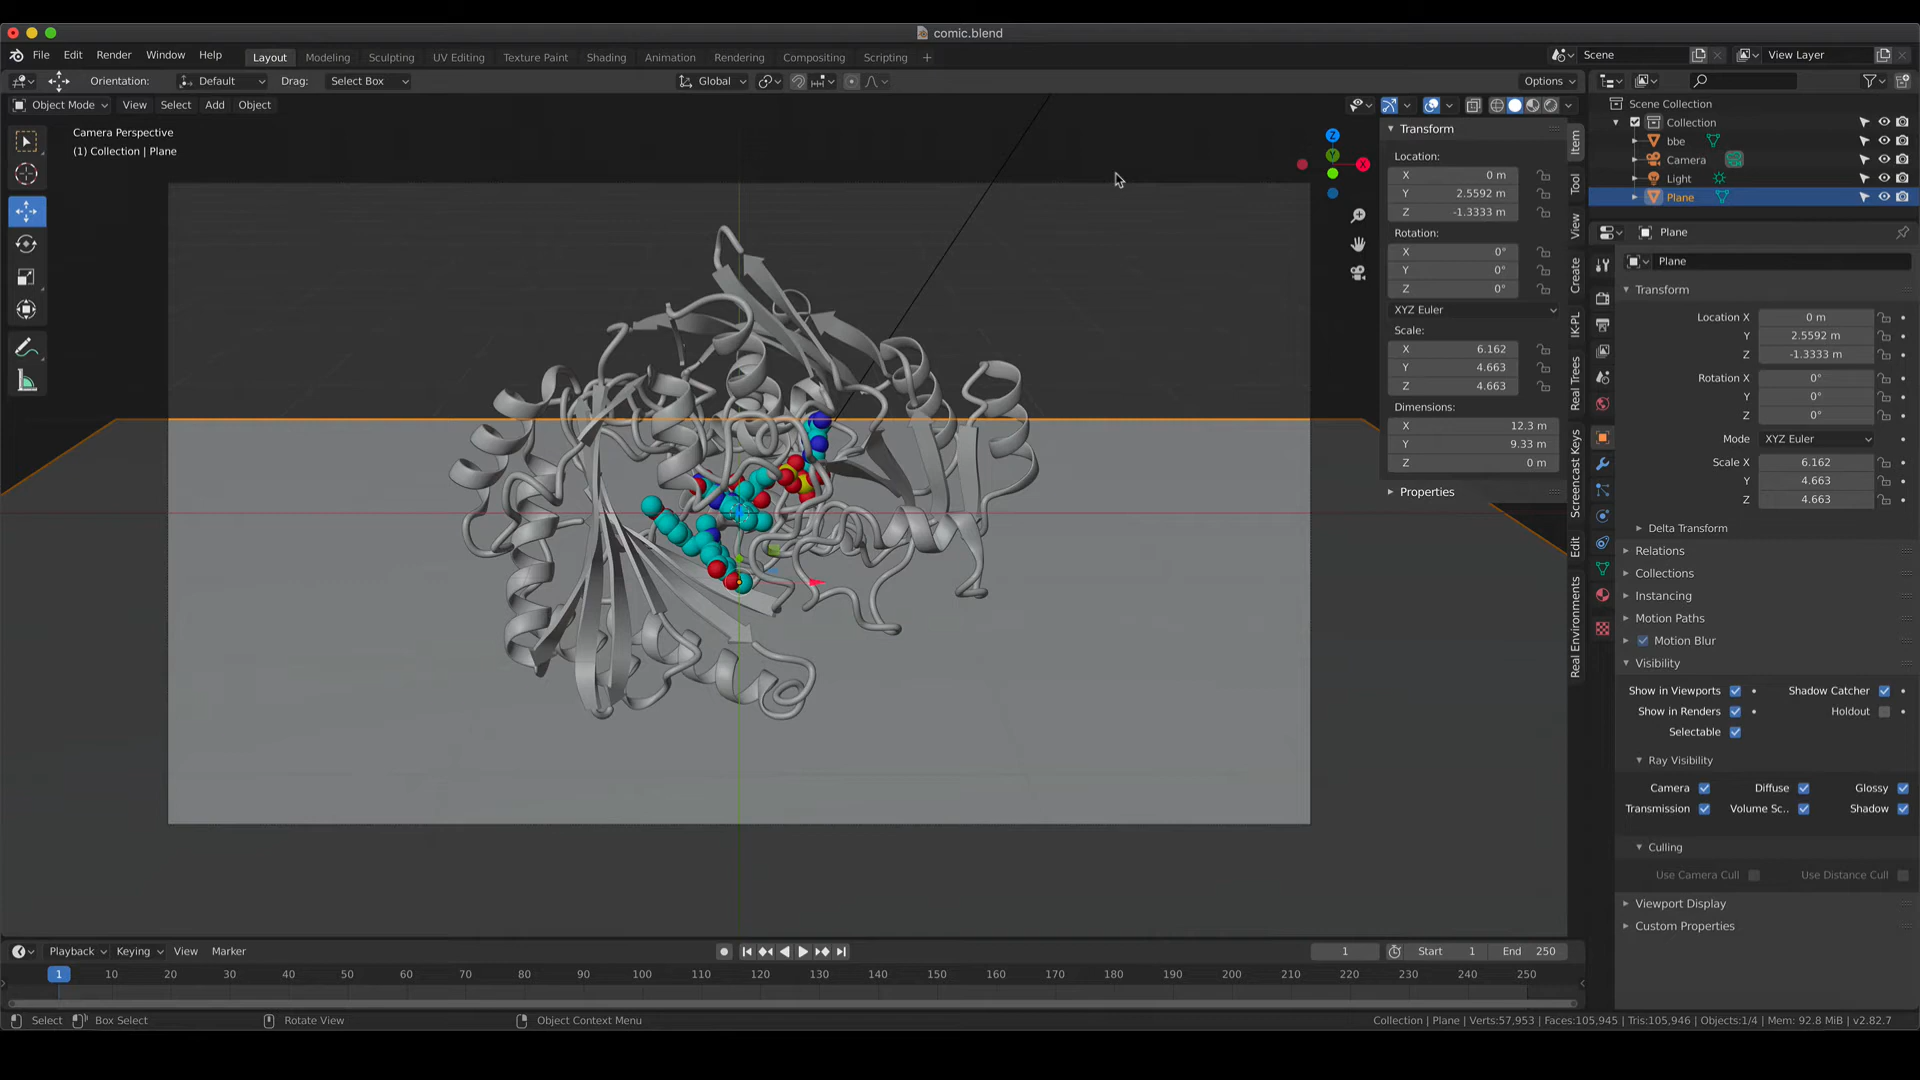 comic.blend
File Edit Render Window Help Layout Modeling Sculpting UV Editing Texture Paint Shading Animation Rendering Compositing Scripting + Scene View Layer
Orientation: Default Drag: Select Box Global Options
Object Mode View Select Add Object
Camera Perspective
(1) Collection | Plane
Z
Y
X
Transform
Location:
X 0 m
Y 2.5592 m
Z -1.3333 m
Rotation:
X 0°
Y 0°
Z 0°
XYZ Euler
Scale:
X 6.162
Y 4.663
Z 4.663
Dimensions:
X 12.3 m
Y 9.33 m
Z 0 m
Properties
Item
Tool
View
Create
IK-PL
Real Trees
Screencast Keys
Edit
Real Environments
Scene Collection
Collection
bbe
Camera
Light
Plane
Plane
Plane
Transform
Location X 0 m
Y 2.5592 m
Z -1.3333 m
Rotation X 0°
Y 0°
Z 0°
Mode XYZ Euler
Scale X 6.162
Y 4.663
Z 4.663
Delta Transform
Relations
Collections
Instancing
Motion Paths
Motion Blur
Visibility
Show in Viewports Shadow Catcher
Show in Renders Holdout
Selectable
Ray Visibility
Camera Diffuse Glossy
Transmission Volume Sc.. Shadow
Culling
Use Camera Cull Use Distance Cull
Viewport Display
Custom Properties
Playback Keying View Marker 1 Start 1 End 250
1 10 20 30 40 50 60 70 80 90 100 110 120 130 140 150 160 170 180 190 200 210 220 230 240 250
Select Box Select Rotate View Object Context Menu Collection | Plane | Verts:57,953 | Faces:105,945 | Tris:105,946 | Objects:1/4 | Mem: 92.8 MiB | v2.82.7